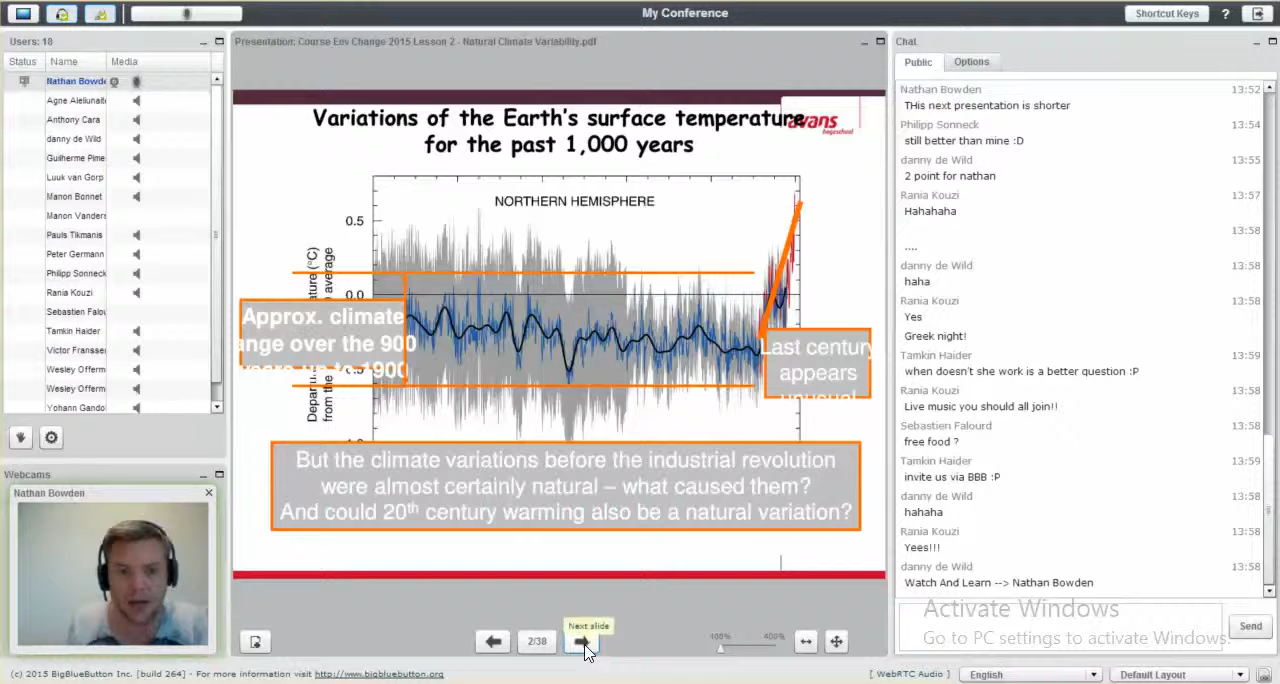 My Conference
Shortcut Keys
?
Users: 18
Status Name Media
Nathan Bowde
Agne Aleliunaite
Anthony Cara
danny de Wild
Guilherme Pime
Luuk van Gorp
Manon Bonnet
Manon Vanders
Pauls Tikmanis
Peter Germann
Philipp Sonneck
Rania Kouzi
Sebastien Falou
Tamkin Haider
Victor Franssen
Wesley Offerm
Wesley Offerm
Yohann Gando
Webcams
Nathan Bowden
Presentation: Course Env Change 2015 Lesson 2 - Natural Climate Variability.pdf
Variations of the Earth's surface temperature
for the past 1,000 years
avans
hogeschool
NORTHERN HEMISPHERE
0.5
0.0
from the
average
Approx. climate
ange over the 900
years up to 1900
Last century
appears
unusual
But the climate variations before the industrial revolution
were almost certainly natural – what caused them?
And could 20th century warming also be a natural variation?
Next slide
2/38
100% 400%
Chat
Public Options
Nathan Bowden 13:52
THis next presentation is shorter
Philipp Sonneck 13:54
still better than mine :D
danny de Wild 13:55
2 point for nathan
Rania Kouzi 13:57
Hahahaha
13:58
....
danny de Wild 13:58
haha
Rania Kouzi 13:58
Yes
Greek night!
Tamkin Haider 13:59
when doesn't she work is a better question :P
Rania Kouzi 13:58
Live music you should all join!!
Sebastien Falourd 13:58
free food ?
Tamkin Haider 13:59
invite us via BBB :P
danny de Wild 13:58
hahaha
Rania Kouzi 13:58
Yees!!!
danny de Wild 13:58
Watch And Learn --> Nathan Bowden
Activate Windows
Go to PC settings to activate Windows.
Send
(c) 2015 BigBlueButton Inc. [build 264] - For more information visit http://www.bigbluebutton.org
[ WebRTC Audio ]
English
Default Layout